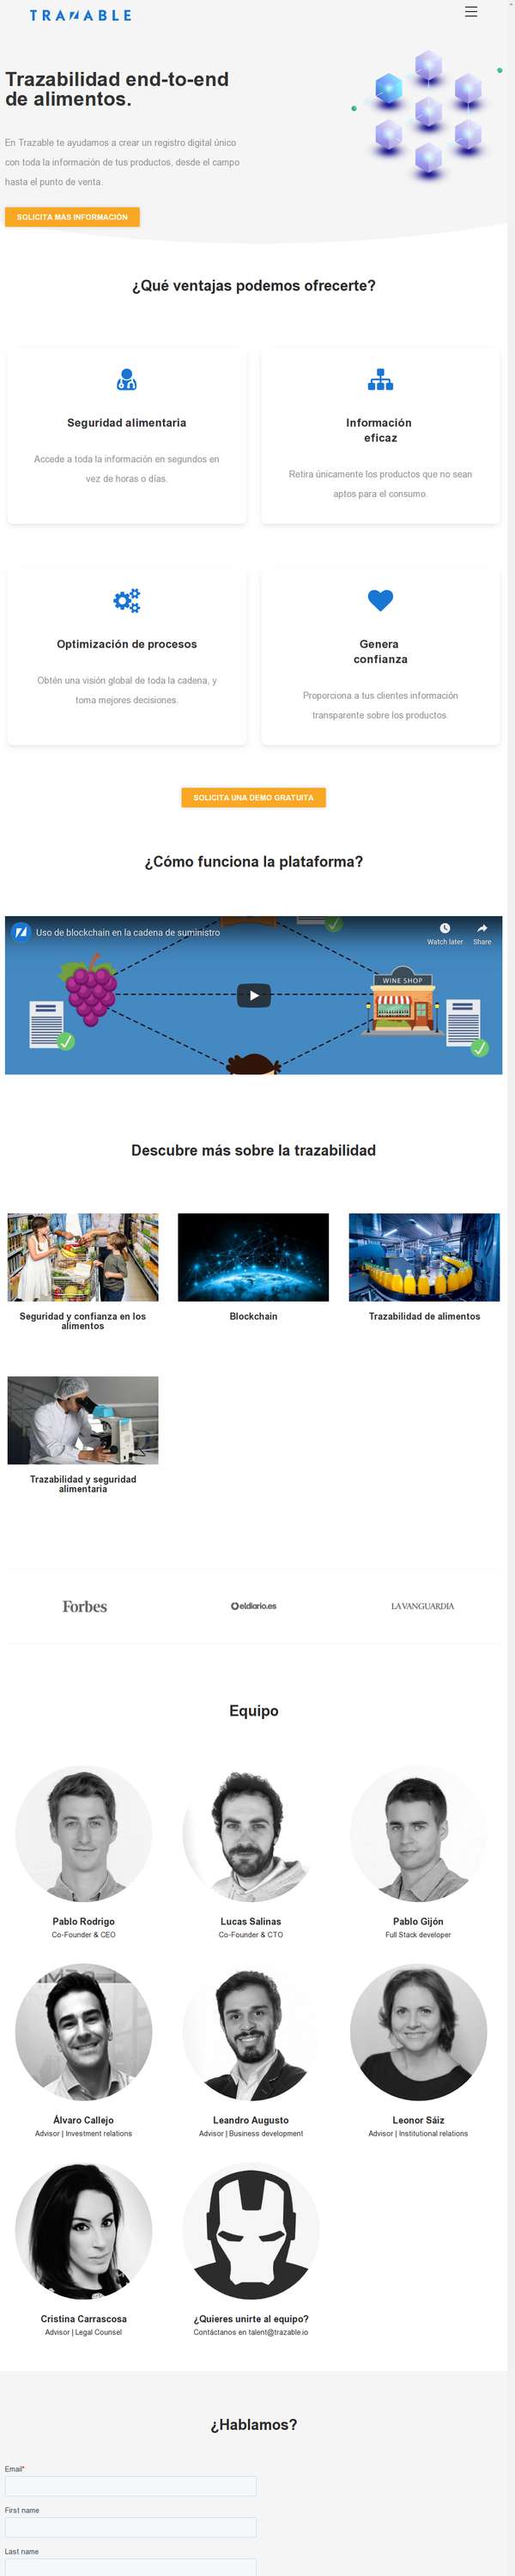 TRAZABLE
Trazabilidad end-to-end
de alimentos.
En Trazable te ayudamos a crear un registro digital único
con toda la información de tus productos, desde el campo
hasta el punto de venta.
SOLICITA MÁS INFORMACIÓN
¿Qué ventajas podemos ofrecerte?
Seguridad alimentaria
Accede a toda la información en segundos en
vez de horas o días.
Información
eficaz
Retira únicamente los productos que no sean
aptos para el consumo.
Optimización de procesos
Obtén una visión global de toda la cadena, y
toma mejores decisiones.
Genera
confianza
Proporciona a tus clientes información
transparente sobre los productos.
SOLICITA UNA DEMO GRATUITA
¿Cómo funciona la plataforma?
Uso de blockchain en la cadena de suministro
Watch later
Share
WINE SHOP
Descubre más sobre la trazabilidad
Seguridad y confianza en los
alimentos
Blockchain
Trazabilidad de alimentos
Trazabilidad y seguridad
alimentaria
Forbes
eldiario.es
LA VANGUARDIA
Equipo
Pablo Rodrigo
Co-Founder & CEO
Lucas Salinas
Co-Founder & CTO
Pablo Gijón
Full Stack developer
Álvaro Callejo
Advisor | Investment relations
Leandro Augusto
Advisor | Business development
Leonor Sáiz
Advisor | Institutional relations
Cristina Carrascosa
Advisor | Legal Counsel
¿Quieres unirte al equipo?
Contáctanos en talent@trazable.io
¿Hablamos?
Email*
First name
Last name